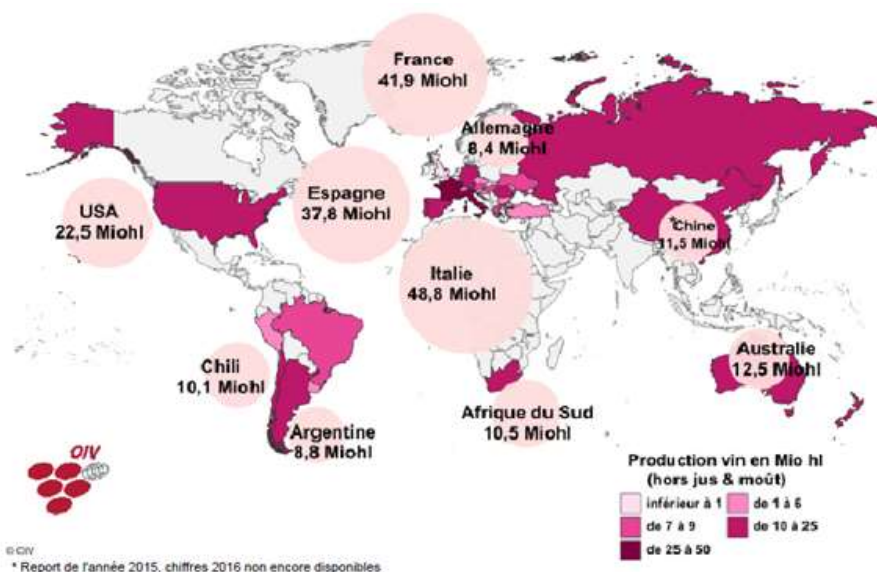 France
41,9 Miohl
Allemagne
8,4 Miohl
USA
22,5 Miohl
Espagne
37,8 Miohl
*Chine
11,5 Miohl
Italie
48,8 Miohl
Chili
10,1 Miohl
Australie
12,5 Miohl
Argentine
8,8 Miohl
Afrique du Sud
10,5 Miohl
OIV
Production vin en Mio hl
(hors jus & moût)
inférieur à 1
de 1 à 6
de 7 à 9
de 10 à 25
de 25 à 50
© OIV
* Report de l'année 2015, chiffres 2016 non encore disponibles